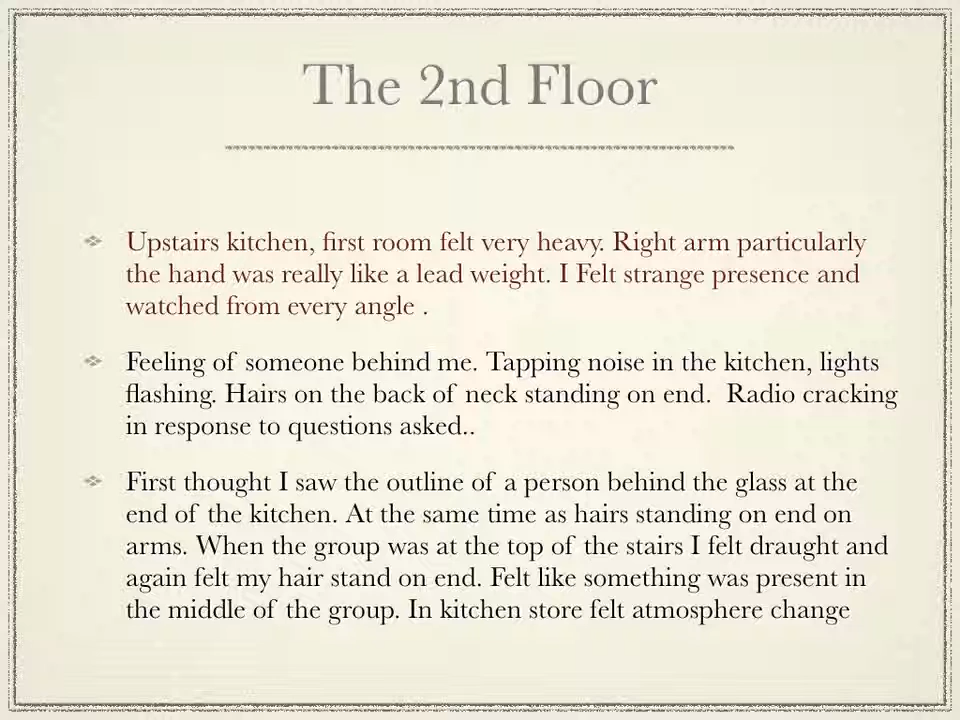 The 2nd Floor
Upstairs kitchen, first room felt very heavy. Right arm particularly
the hand was really like a lead weight. I Felt strange presence and
watched from every angle .
Feeling of someone behind me. Tapping noise in the kitchen, lights
flashing. Hairs on the back of neck standing on end.  Radio cracking
in response to questions asked..
First thought I saw the outline of a person behind the glass at the
end of the kitchen. At the same time as hairs standing on end on
arms. When the group was at the top of the stairs I felt draught and
again felt my hair stand on end. Felt like something was present in
the middle of the group. In kitchen store felt atmosphere change